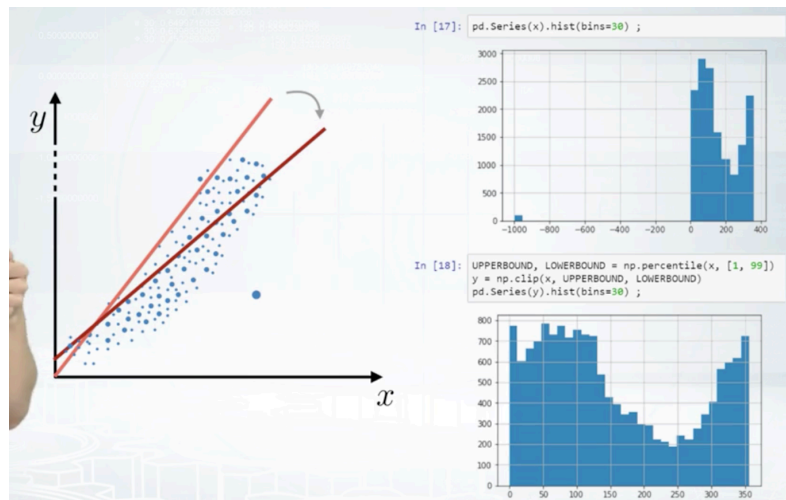 y
x
In [17]: pd.Series(x).hist(bins=30) ;
3000
2500
2000
1500
1000
500
0
−1000 −800 −600 −400 −200 0 200 400
In [18]: UPPERBOUND, LOWERBOUND = np.percentile(x, [1, 99])
y = np.clip(x, UPPERBOUND, LOWERBOUND)
pd.Series(y).hist(bins=30) ;
800
700
600
500
400
300
200
100
0
0 50 100 150 200 250 300 350